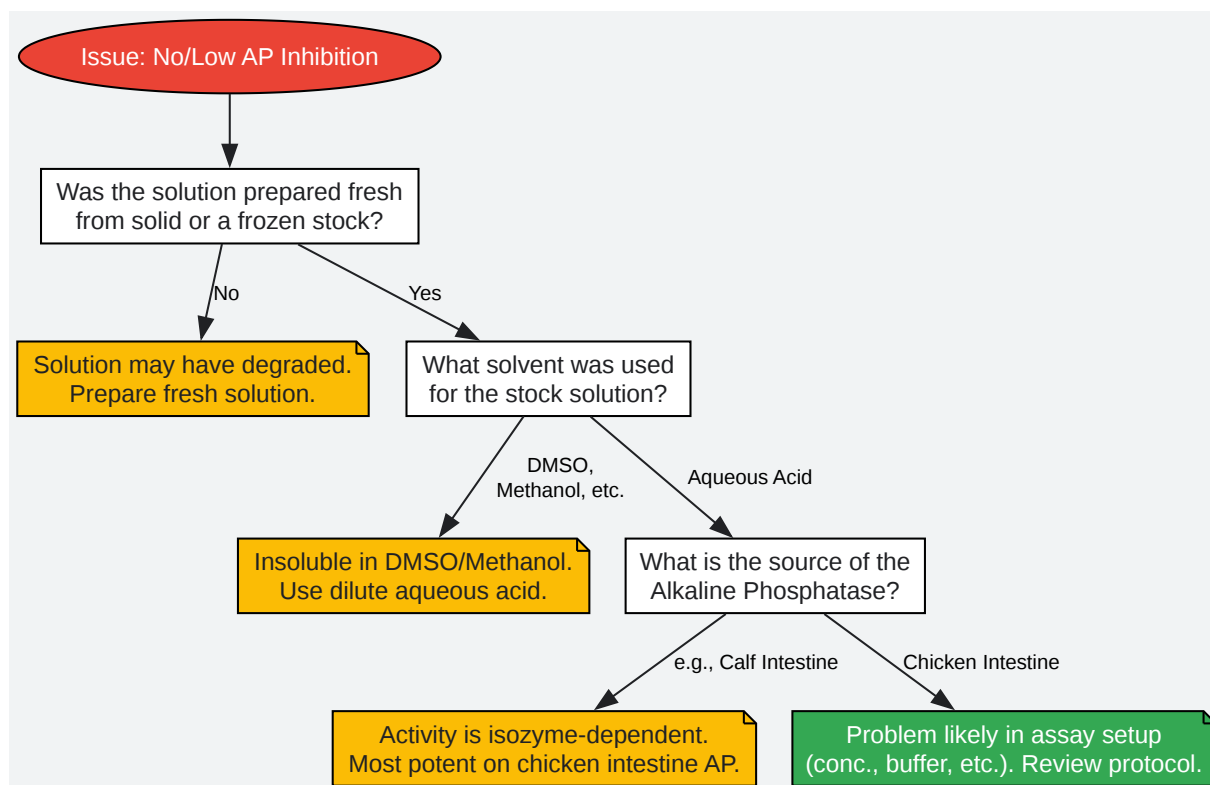 Issue: No/Low AP Inhibition
Was the solution prepared fresh
from solid or a frozen stock?
No
Yes
Solution may have degraded.
Prepare fresh solution.
What solvent was used
for the stock solution?
DMSO,
Methanol, etc.
Aqueous Acid
Insoluble in DMSO/Methanol.
Use dilute aqueous acid.
What is the source of the
Alkaline Phosphatase?
e.g., Calf Intestine
Chicken Intestine
Activity is isozyme-dependent.
Most potent on chicken intestine AP.
Problem likely in assay setup
(conc., buffer, etc.). Review protocol.